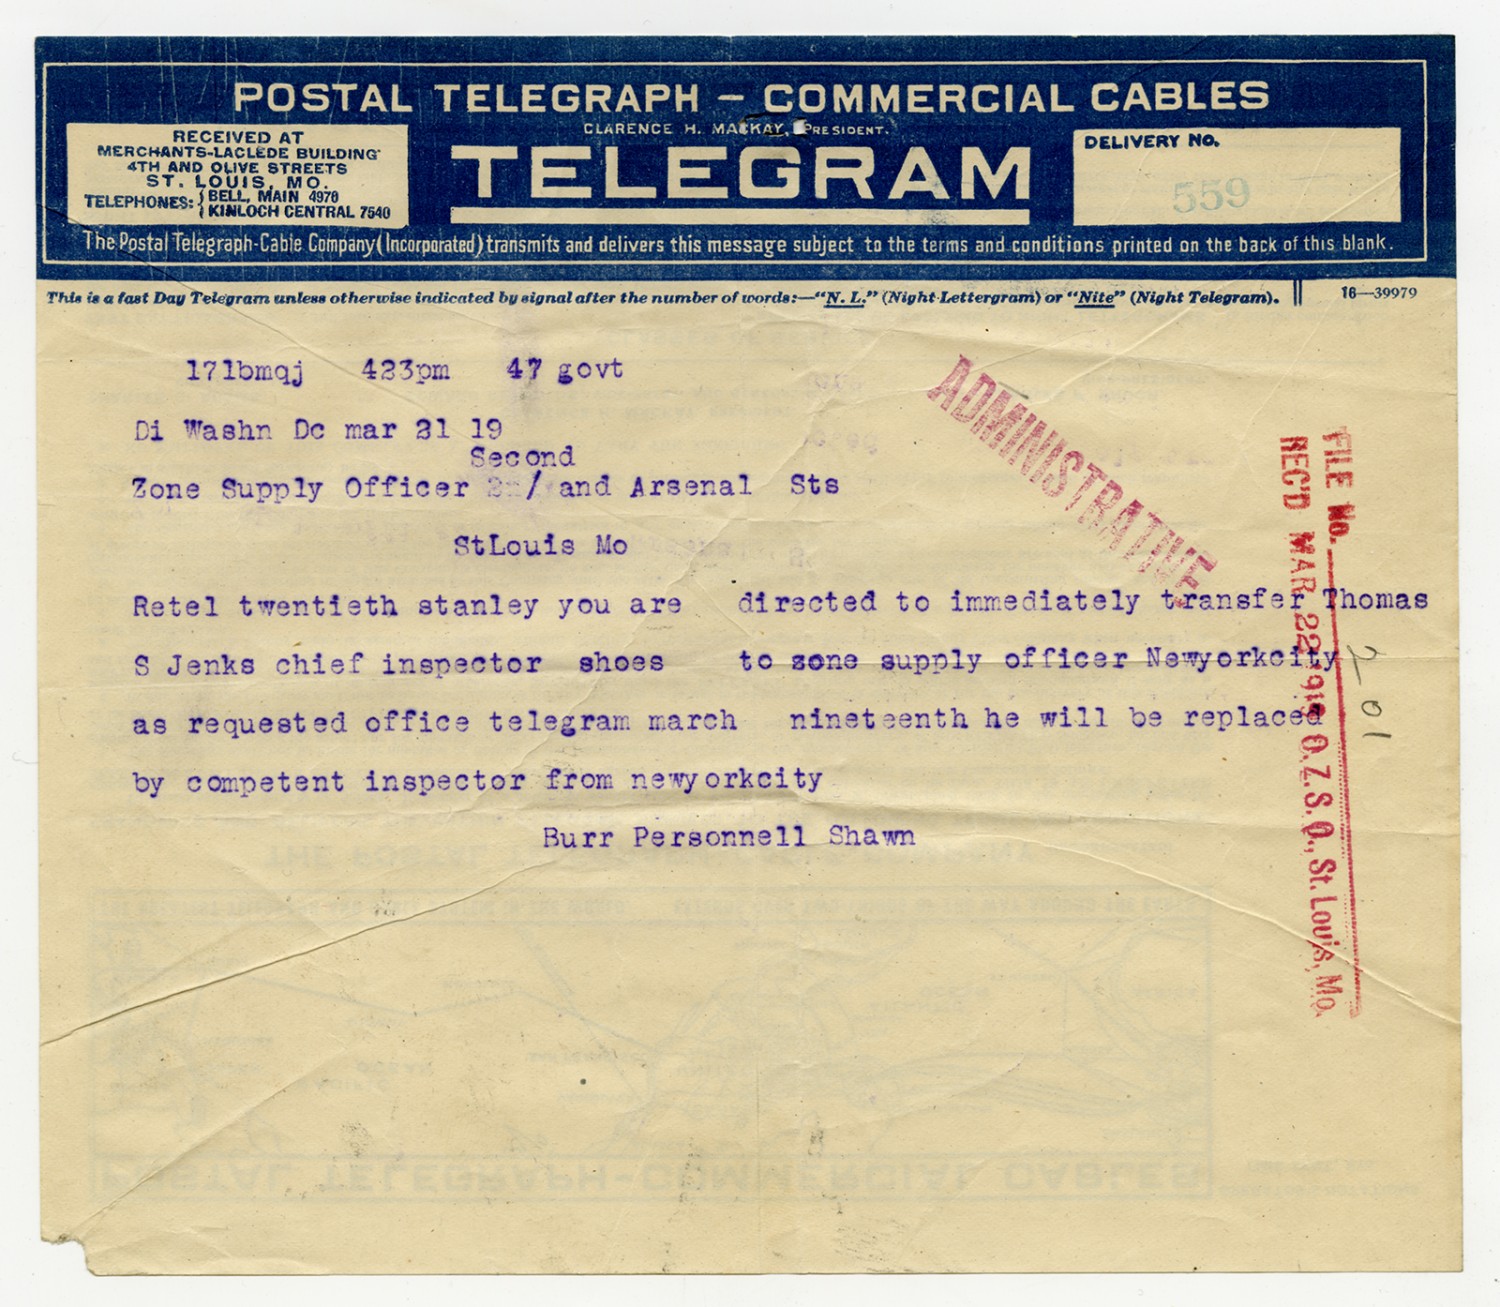 POSTAL TELEGRAPH – COMMERCIAL CABLES
CLARENCE H. MACKAY, PRESIDENT.
RECEIVED AT
MERCHANTS-LACLEDE BUILDING
4TH AND OLIVE STREETS
ST. LOUIS, MO.
TELEPHONES: { BELL, MAIN 4970
{ KINLOCH CENTRAL 7540
TELEGRAM
DELIVERY NO.
559
The Postal Telegraph-Cable Company (Incorporated) transmits and delivers this message subject to the terms and conditions printed on the back of this blank.
This is a fast Day Telegram unless otherwise indicated by signal after the number of words:—"N. L." (Night Lettergram) or "Nite" (Night Telegram).
16—39979
171bmqj 423pm 47 govt
Di Washn Dc mar 21 19
Second
Zone Supply Officer / and Arsenal Sts
StLouis Mo
Retel twentieth stanley you are directed to immediately transfer Thomas
S Jenks chief inspector shoes to zone supply officer Newyorkcity
as requested office telegram march nineteenth he will be replaced
by competent inspector from newyorkcity
Burr Personnell Shawn
ADMINISTRATIVE
FILE No.
REC'D MAR 22 1919 O.Z.S.O., St. Louis, Mo.
201